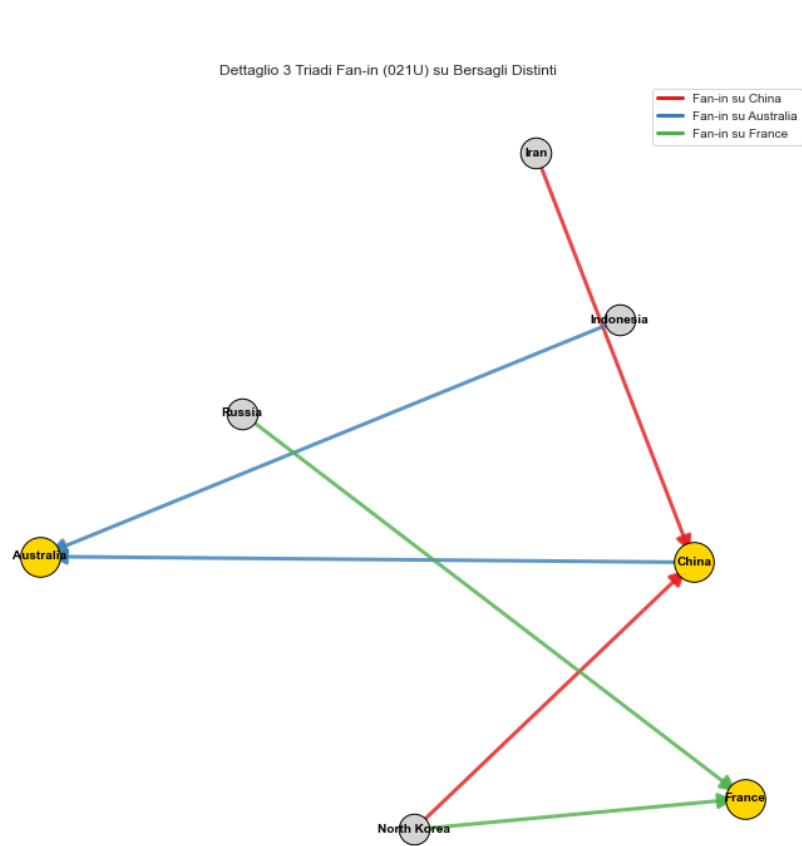 Dettaglio 3 Triadi Fan-in (021U) su Bersagli Distinti
Fan-in su China
Fan-in su Australia
Fan-in su France
Iran
Indonesia
Russia
Australia
China
France
North Korea